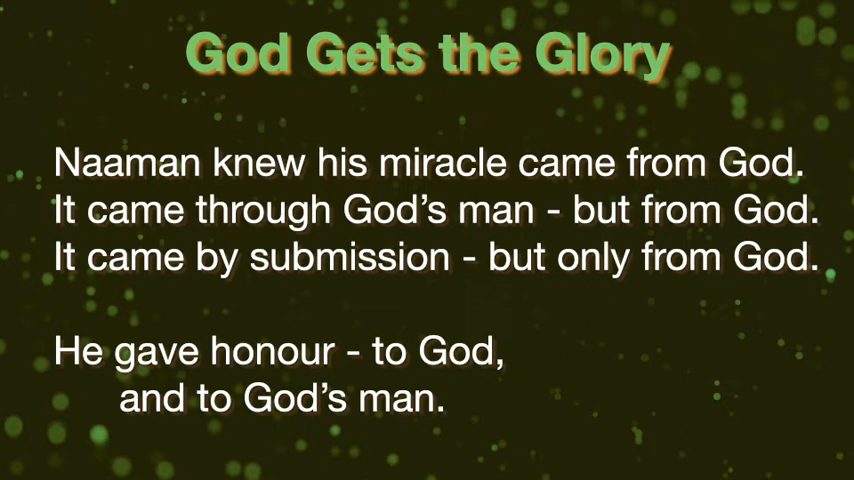 God Gets the Glory
Naaman knew his miracle came from God.
It came through God’s man - but from God.
It came by submission - but only from God.
He gave honour - to God,
and to God’s man.